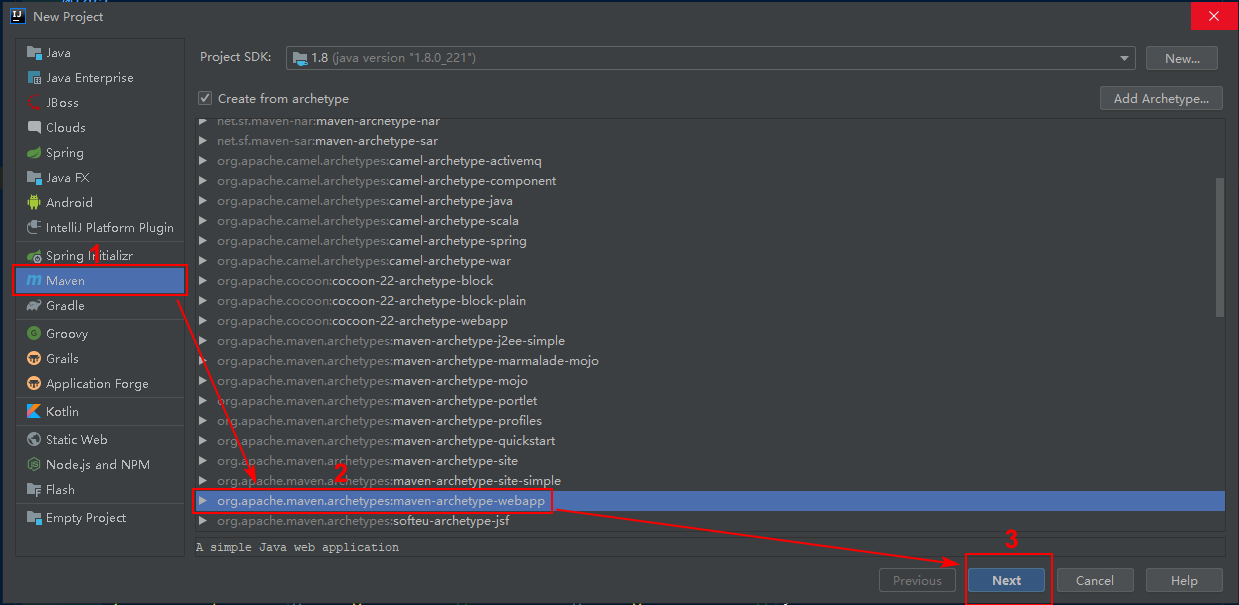 New Project
Java
Java Enterprise
JBoss
Clouds
Spring
Java FX
Android
IntelliJ Platform Plugin
1
Spring Initializr
Maven
Gradle
Groovy
Grails
Application Forge
Kotlin
Static Web
Node.js and NPM
Flash
Empty Project
Project SDK:
1.8 (java version "1.8.0_221")
New...
Create from archetype
Add Archetype...
net.sf.maven-har:maven-archetype-har
net.sf.maven-sar:maven-archetype-sar
org.apache.camel.archetypes:camel-archetype-activemq
org.apache.camel.archetypes:camel-archetype-component
org.apache.camel.archetypes:camel-archetype-java
org.apache.camel.archetypes:camel-archetype-scala
org.apache.camel.archetypes:camel-archetype-spring
org.apache.camel.archetypes:camel-archetype-war
org.apache.cocoon:cocoon-22-archetype-block
org.apache.cocoon:cocoon-22-archetype-block-plain
org.apache.cocoon:cocoon-22-archetype-webapp
org.apache.maven.archetypes:maven-archetype-j2ee-simple
org.apache.maven.archetypes:maven-archetype-marmalade-mojo
org.apache.maven.archetypes:maven-archetype-mojo
org.apache.maven.archetypes:maven-archetype-portlet
org.apache.maven.archetypes:maven-archetype-profiles
org.apache.maven.archetypes:maven-archetype-quickstart
org.apache.maven.archetypes:maven-archetype-site
2
org.apache.maven.archetypes:maven-archetype-site-simple
org.apache.maven.archetypes:maven-archetype-webapp
org.apache.maven.archetypes:softeu-archetype-jsf
A simple Java web application
3
Previous
Next
Cancel
Help